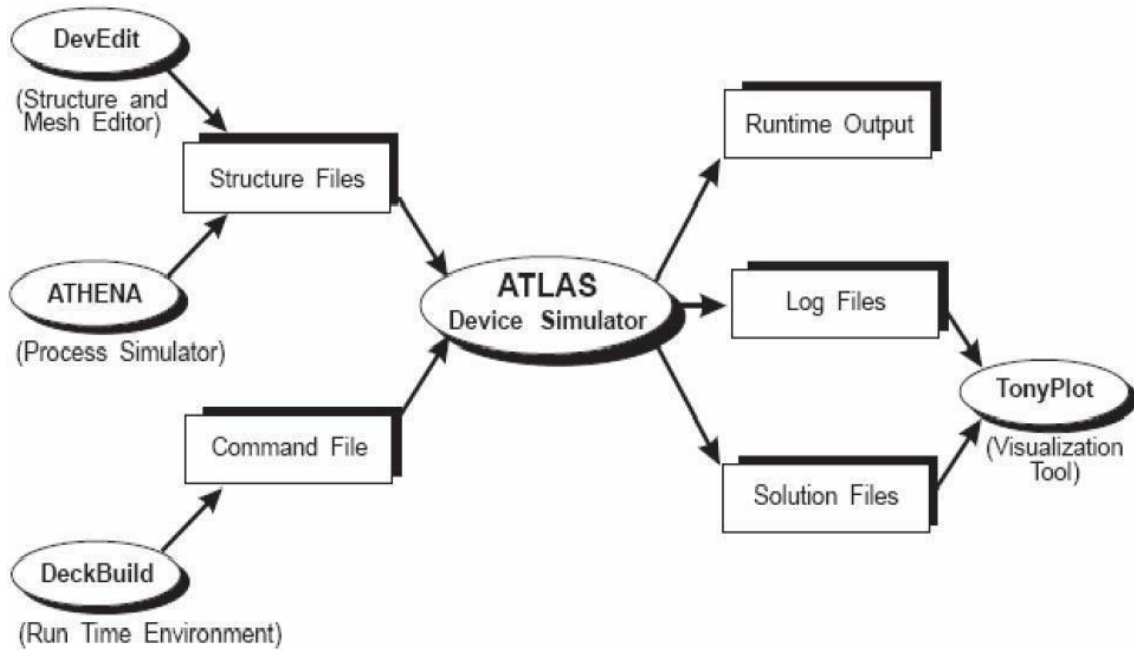 DevEdit
(Structure and
Mesh Editor)
Structure Files
ATHENA
(Process Simulator)
Command File
DeckBuild
(Run Time Environment)
ATLAS
Device Simulator
Runtime Output
Log Files
Solution Files
TonyPlot
(Visualization
Tool)